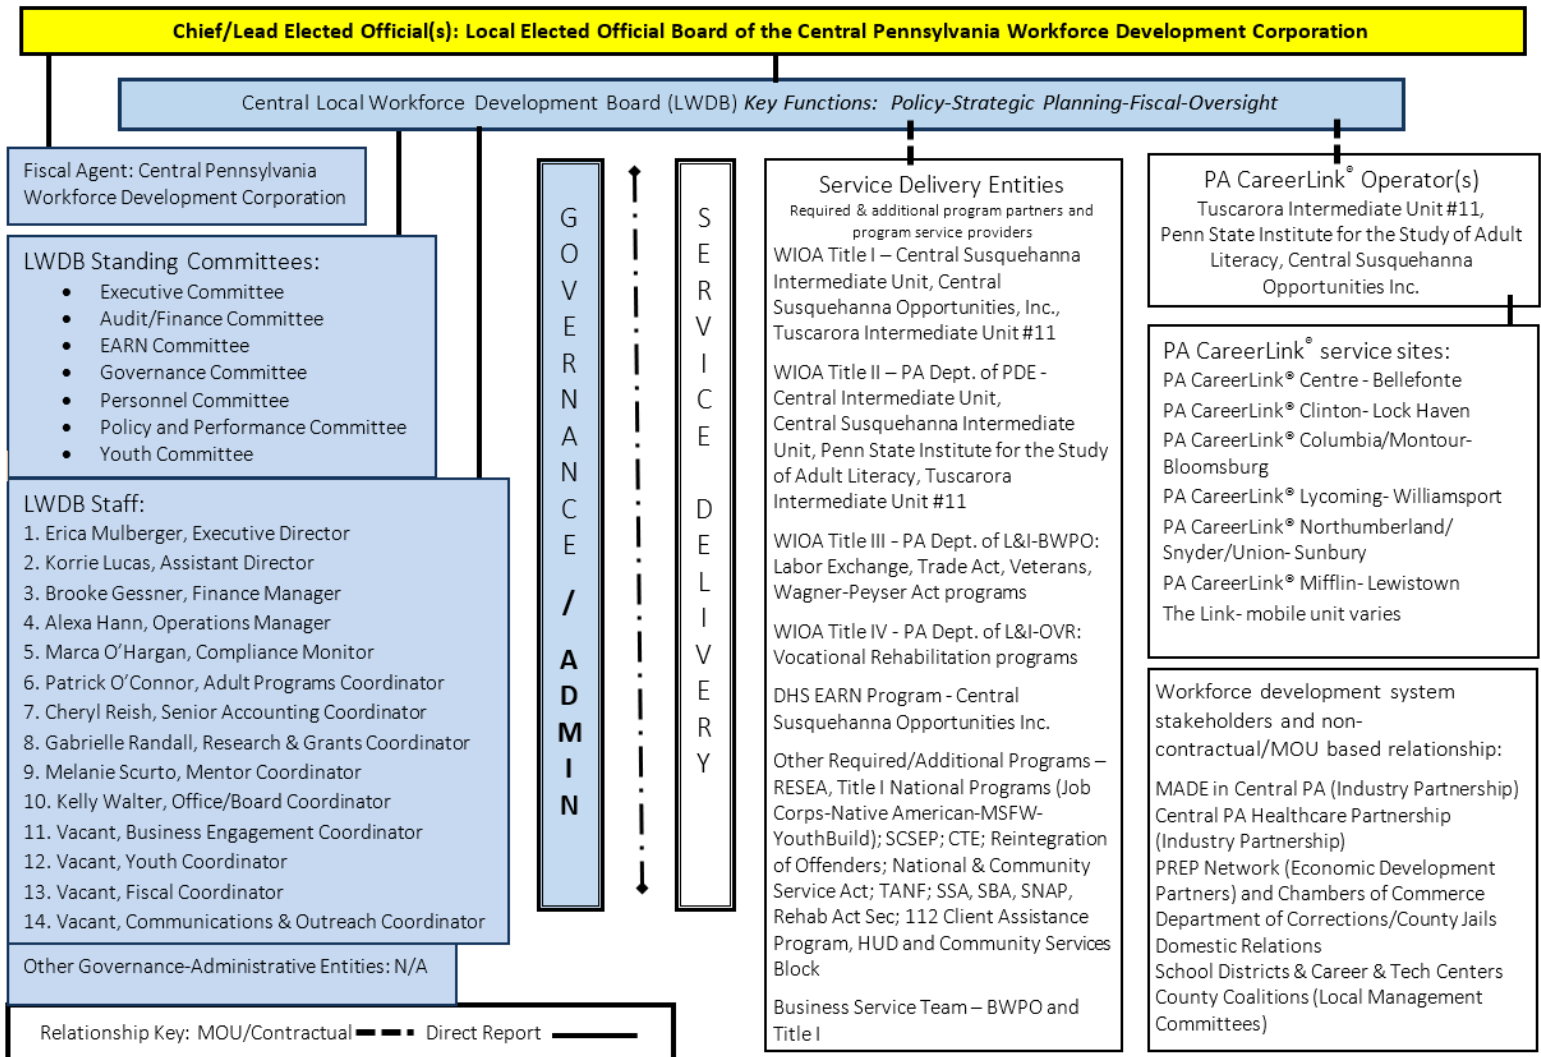 Chief/Lead Elected Official(s): Local Elected Official Board of the Central Pennsylvania Workforce Development Corporation
Central Local Workforce Development Board (LWDB) Key Functions:  Policy-Strategic Planning-Fiscal-Oversight
Fiscal Agent: Central Pennsylvania
Workforce Development Corporation
LWDB Standing Committees:
• Executive Committee
• Audit/Finance Committee
• EARN Committee
• Governance Committee
• Personnel Committee
• Policy and Performance Committee
• Youth Committee
LWDB Staff:
1. Erica Mulberger, Executive Director
2. Korrie Lucas, Assistant Director
3. Brooke Gessner, Finance Manager
4. Alexa Hann, Operations Manager
5. Marca O’Hargan, Compliance Monitor
6. Patrick O’Connor, Adult Programs Coordinator
7. Cheryl Reish, Senior Accounting Coordinator
8. Gabrielle Randall, Research & Grants Coordinator
9. Melanie Scurto, Mentor Coordinator
10. Kelly Walter, Office/Board Coordinator
11. Vacant, Business Engagement Coordinator
12. Vacant, Youth Coordinator
13. Vacant, Fiscal Coordinator
14. Vacant, Communications & Outreach Coordinator
Other Governance-Administrative Entities: N/A
Relationship Key: MOU/Contractual Direct Report
GOVERNANCE / ADMIN
SERVICE DELIVERY
Service Delivery Entities
Required & additional program partners and
program service providers
WIOA Title I – Central Susquehanna
Intermediate Unit, Central
Susquehanna Opportunities, Inc.,
Tuscarora Intermediate Unit #11
WIOA Title II – PA Dept. of PDE -
Central Intermediate Unit,
Central Susquehanna Intermediate
Unit, Penn State Institute for the Study
of Adult Literacy, Tuscarora
Intermediate Unit #11
WIOA Title III - PA Dept. of L&I-BWPO:
Labor Exchange, Trade Act, Veterans,
Wagner-Peyser Act programs
WIOA Title IV - PA Dept. of L&I-OVR:
Vocational Rehabilitation programs
DHS EARN Program - Central
Susquehanna Opportunities Inc.
Other Required/Additional Programs –
RESEA, Title I National Programs (Job
Corps-Native American-MSFW-
YouthBuild); SCSEP; CTE; Reintegration
of Offenders; National & Community
Service Act; TANF; SSA, SBA, SNAP,
Rehab Act Sec; 112 Client Assistance
Program, HUD and Community Services
Block
Business Service Team – BWPO and
Title I
PA CareerLink® Operator(s)
Tuscarora Intermediate Unit #11,
Penn State Institute for the Study of Adult
Literacy, Central Susquehanna
Opportunities Inc.
PA CareerLink® service sites:
PA CareerLink® Centre - Bellefonte
PA CareerLink® Clinton- Lock Haven
PA CareerLink® Columbia/Montour-
Bloomsburg
PA CareerLink® Lycoming- Williamsport
PA CareerLink® Northumberland/
Snyder/Union- Sunbury
PA CareerLink® Mifflin- Lewistown
The Link- mobile unit varies
Workforce development system
stakeholders and non-
contractual/MOU based relationship:
MADE in Central PA (Industry Partnership)
Central PA Healthcare Partnership
(Industry Partnership)
PREP Network (Economic Development
Partners) and Chambers of Commerce
Department of Corrections/County Jails
Domestic Relations
School Districts & Career & Tech Centers
County Coalitions (Local Management
Committees)